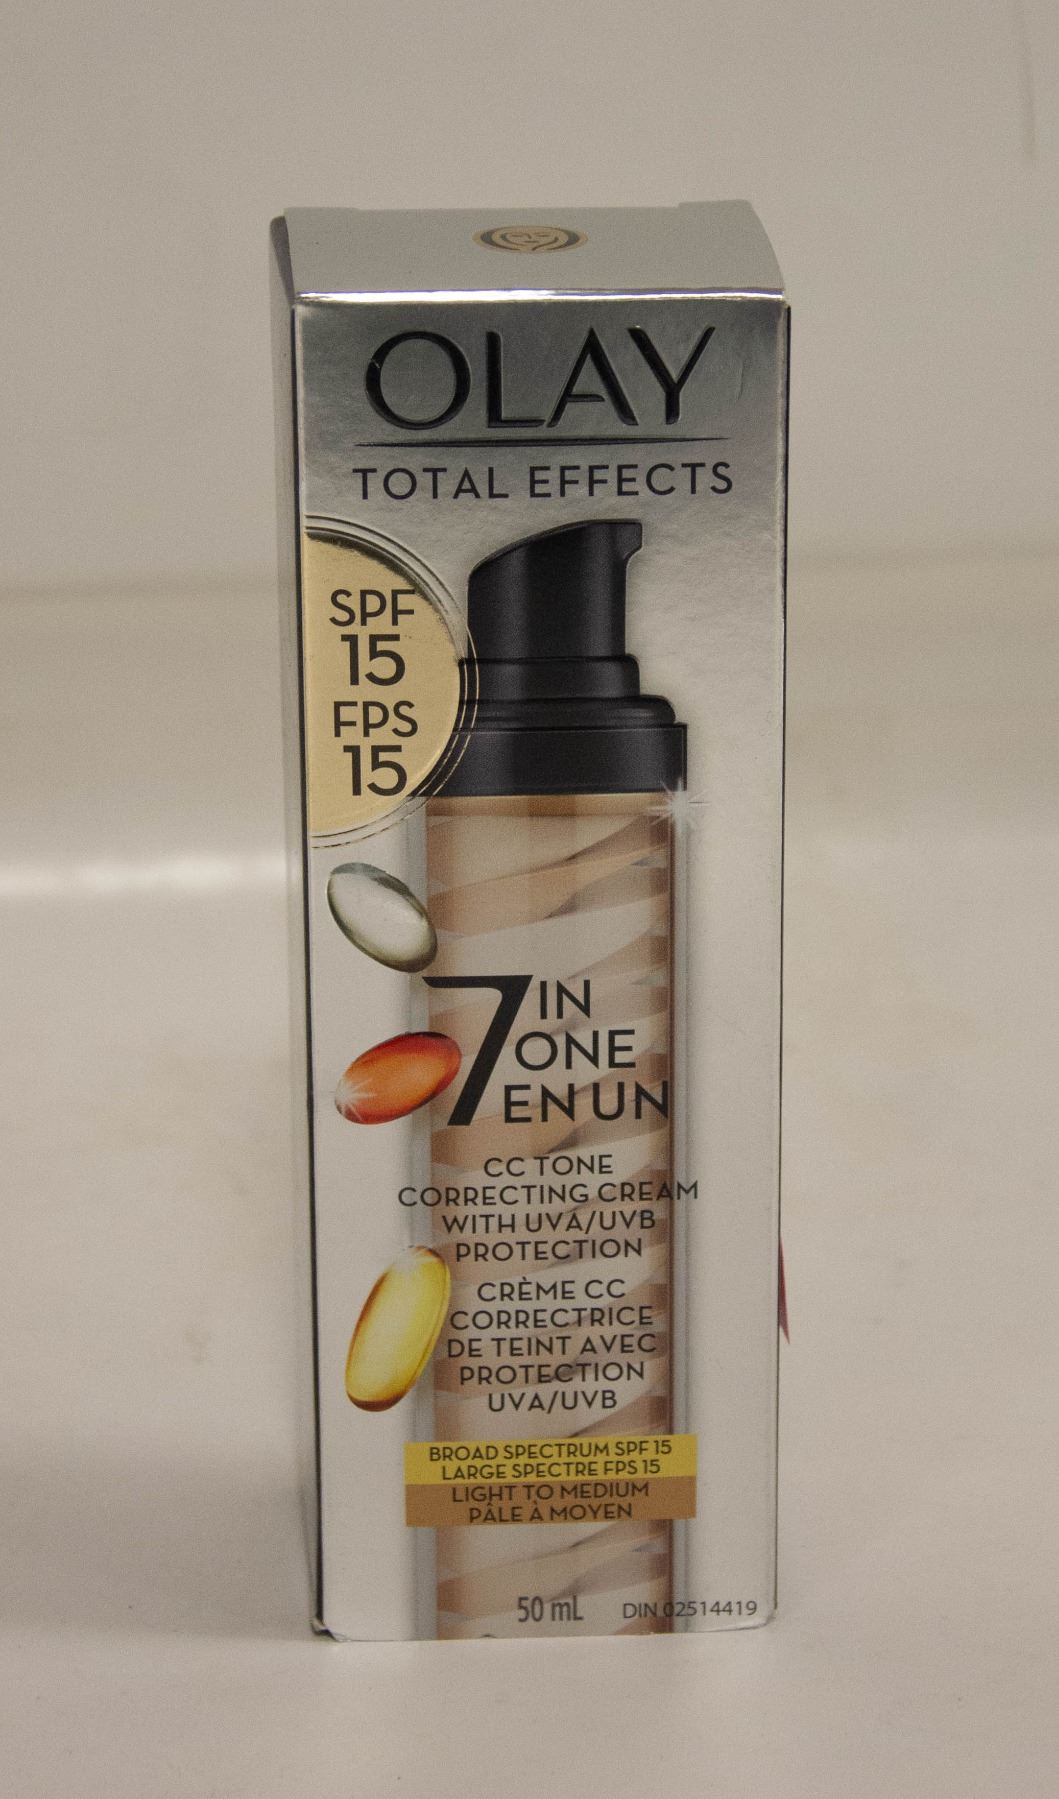 OLAY
TOTAL EFFECTS
SPF
15
FPS
15
7 IN
ONE
EN UN
CC TONE
CORRECTING CREAM
WITH UVA/UVB
PROTECTION
CRÈME CC
CORRECTRICE
DE TEINT AVEC
PROTECTION
UVA/UVB
BROAD SPECTRUM SPF 15
LARGE SPECTRE FPS 15
LIGHT TO MEDIUM
PÂLE À MOYEN
50 mL DIN 02514419